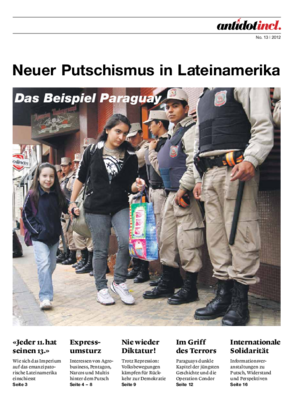 antidotincl.
No. 13 | 2012
Neuer Putschismus in Lateinamerika
Das Beispiel Paraguay
«Jeder 11. hat
seinen 13.»
Wie sich das Imperium
auf das emanzipato-
rische Lateinamerika
einschiesst
Seite 3
Express-
umsturz
Interessen von Agro-
business, Pentagon,
Narcos und Multis
hinter dem Putsch
Seite 4 – 8
Nie wieder
Diktatur!
Trotz Repression:
Volksbewegungen
kämpfen für Rück-
kehr zur Demokratie
Seite 9
Im Griff
des Terrors
Paraguays dunkle
Kapitel der jüngsten
Geschichte und die
Operation Condor
Seite 12
Internationale
Solidarität
Informationsver-
anstaltungen zu
Putsch, Widerstand
und Perspektiven
Seite 16